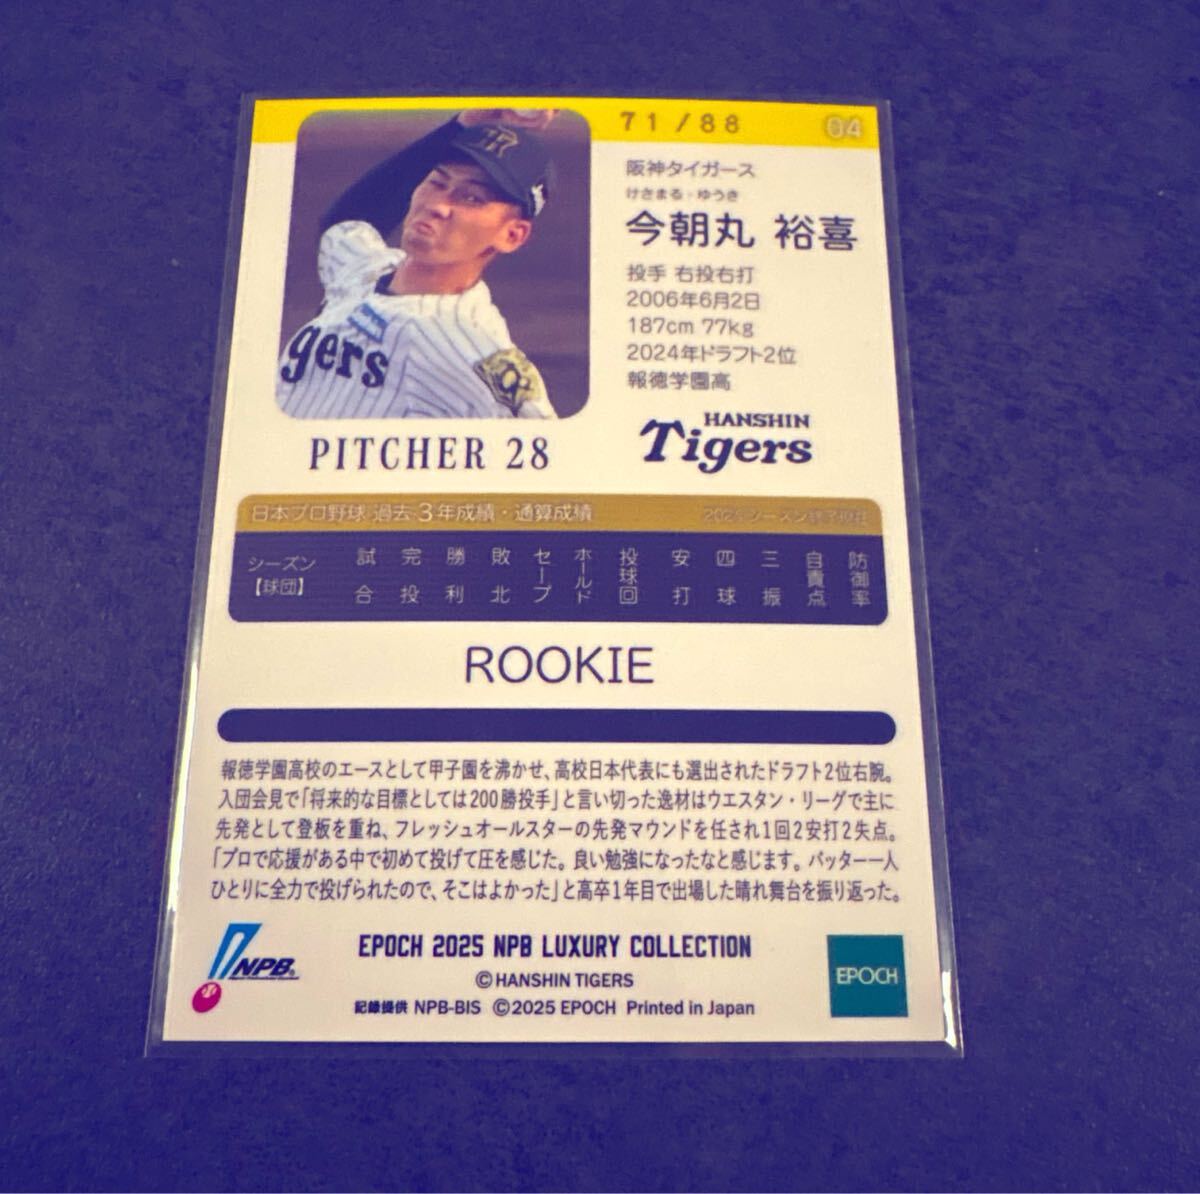 71/88
04
阪神タイガース
けさまる・ゆうき
今朝丸 裕喜
投手 右投右打
2006年6月2日
187cm 77kg
2024年ドラフト2位
報徳学園高
HANSHIN
Tigers
gers
PITCHER 28
日本プロ野球 過去3年成績・通算成績
シーズン【球団】 試合 完投 勝利 敗北 セーブ ホールド 投球回 安打 四球 三振 自責点 防御率
ROOKIE
報徳学園高校のエースとして甲子園を沸かせ、高校日本代表にも選出されたドラフト2位右腕。
入団会見で「将来的な目標としては200勝投手」と言い切った逸材はウエスタン・リーグで主に
先発として登板を重ね、フレッシュオールスターの先発マウンドを任され1回2安打2失点。
「プロで応援がある中で初めて投げて圧を感じた。良い勉強になったなと感じます。バッター一人
ひとりに全力で投げられたので、そこはよかった」と高卒1年目で出場した晴れ舞台を振り返った。
NPB
EPOCH 2025 NPB LUXURY COLLECTION
©HANSHIN TIGERS
記録提供 NPB-BIS ©2025 EPOCH Printed in Japan
EPOCH